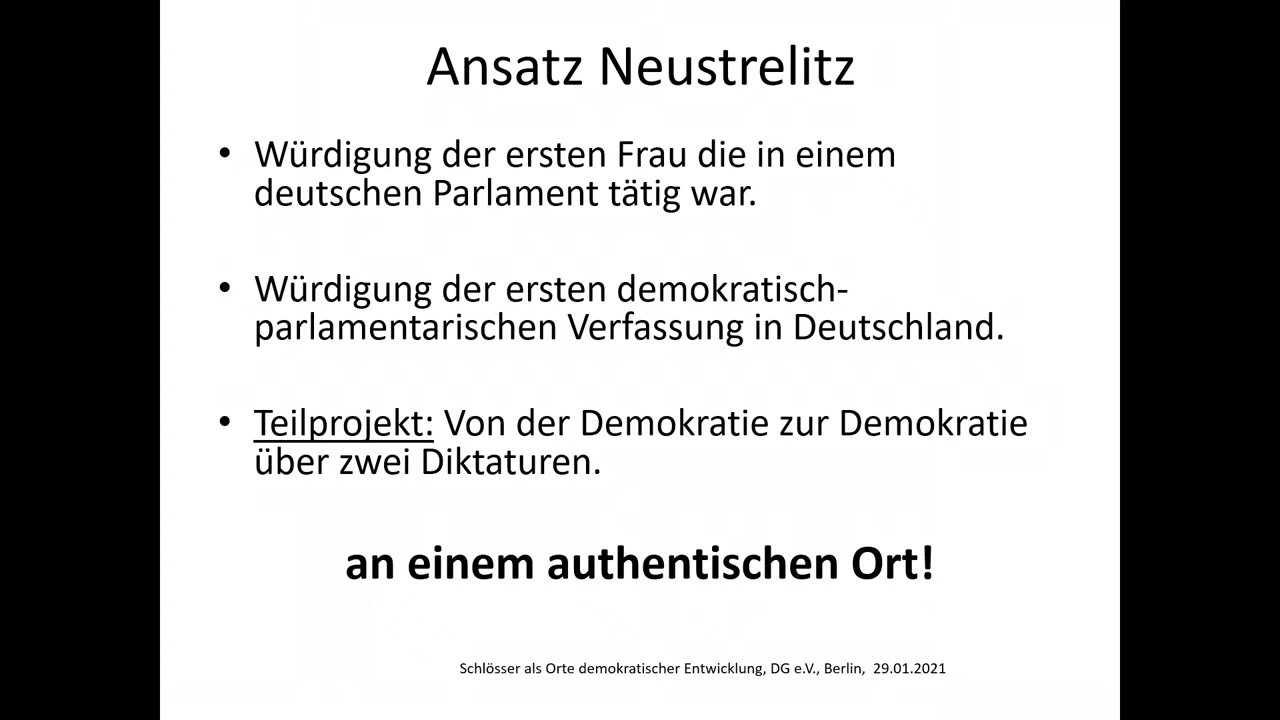 Ansatz Neustrelitz
• Würdigung der ersten Frau die in einem
deutschen Parlament tätig war.
• Würdigung der ersten demokratisch-
parlamentarischen Verfassung in Deutschland.
• Teilprojekt: Von der Demokratie zur Demokratie
über zwei Diktaturen.
an einem authentischen Ort!
Schlösser als Orte demokratischer Entwicklung, DG e.V., Berlin, 29.01.2021